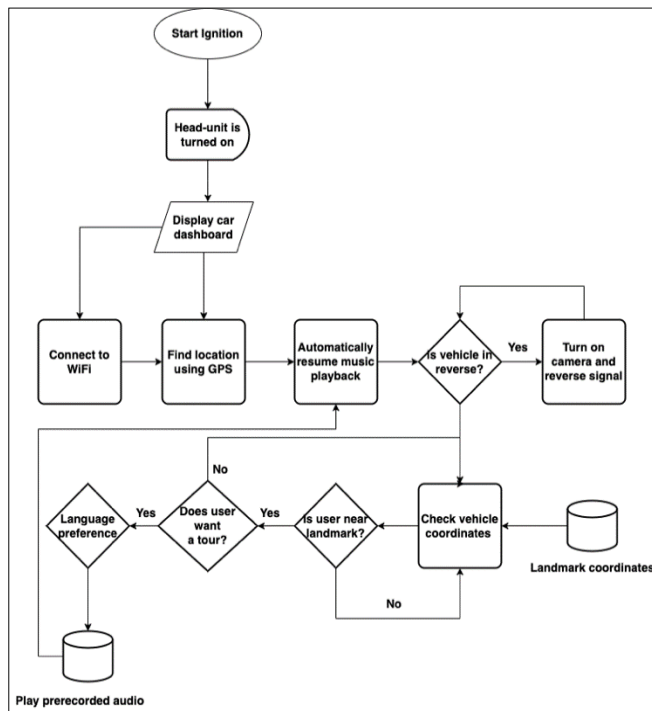 Start Ignition
Head-unit is
turned on
Display car
dashboard
Connect to
WiFi
Find location
using GPS
Automatically
resume music
playback
Is vehicle in
reverse?
Yes
Turn on
camera and
reverse signal
No
Language
preference
Yes
Does user
want
a tour?
Yes
Is user near
landmark?
Check vehicle
coordinates
Landmark coordinates
No
Play prerecorded audio